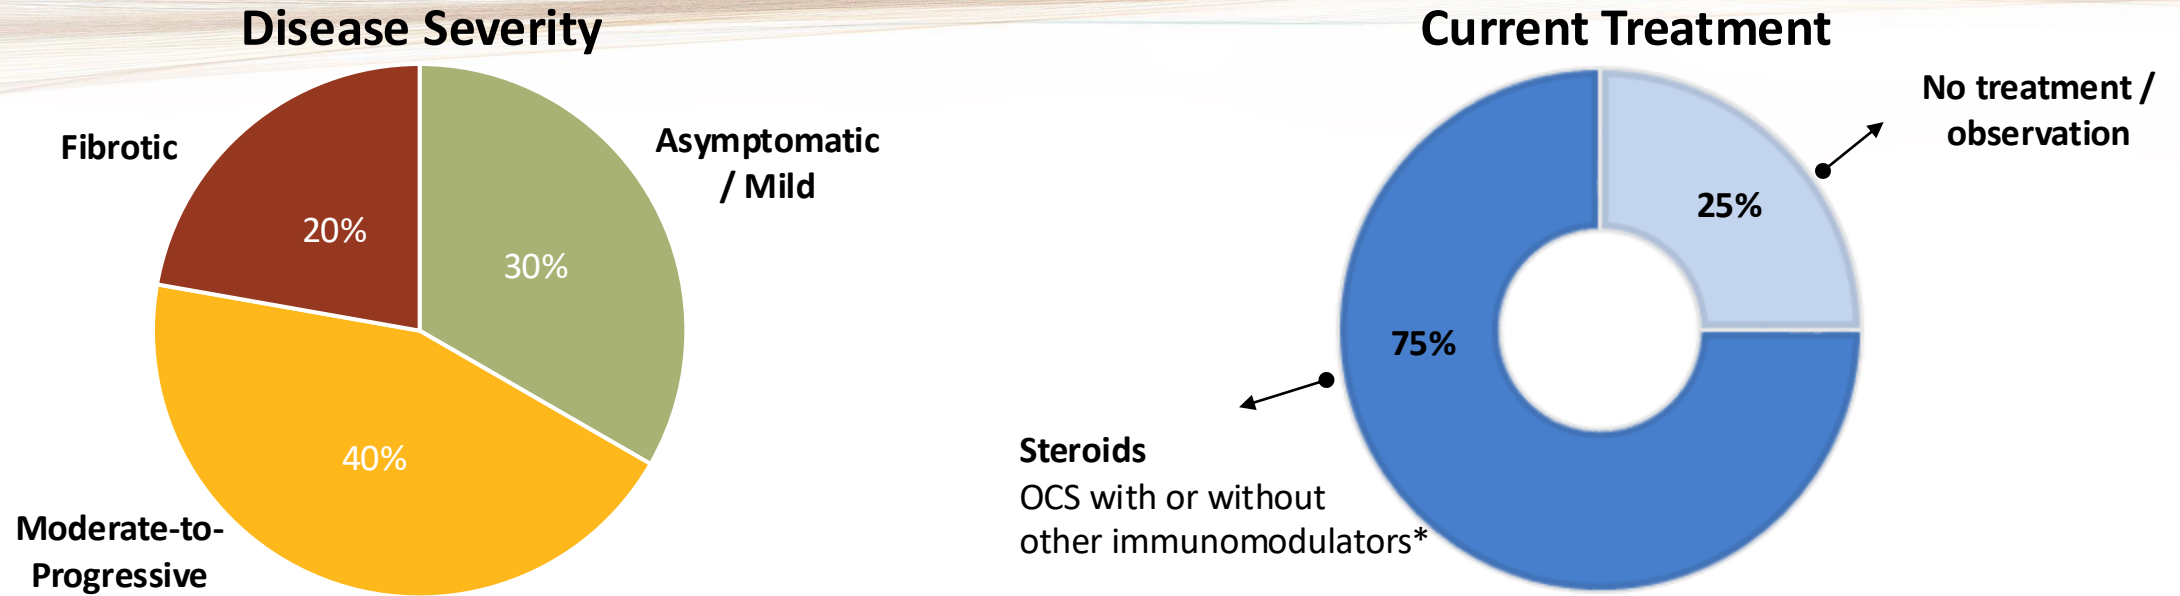 Disease Severity
Fibrotic
Asymptomatic
/ Mild
20%
30%
40%
Moderate-to-
Progressive
Current Treatment
No treatment /
observation
25%
75%
Steroids
OCS with or without
other immunomodulators*